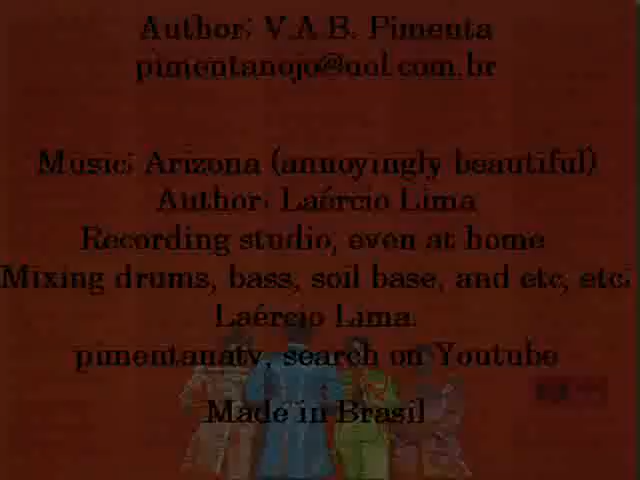 Author: V.A.B. Pimenta
pimentanojo@uol.com.br
Music: Arizona (annoyingly beautiful)
Author: Laércio Lima
Recording studio, even at home
Mixing drums, bass, soil base, and etc, etc.
Laércio Lima.
pimentanatv, search on Youtube
Made in Brasil